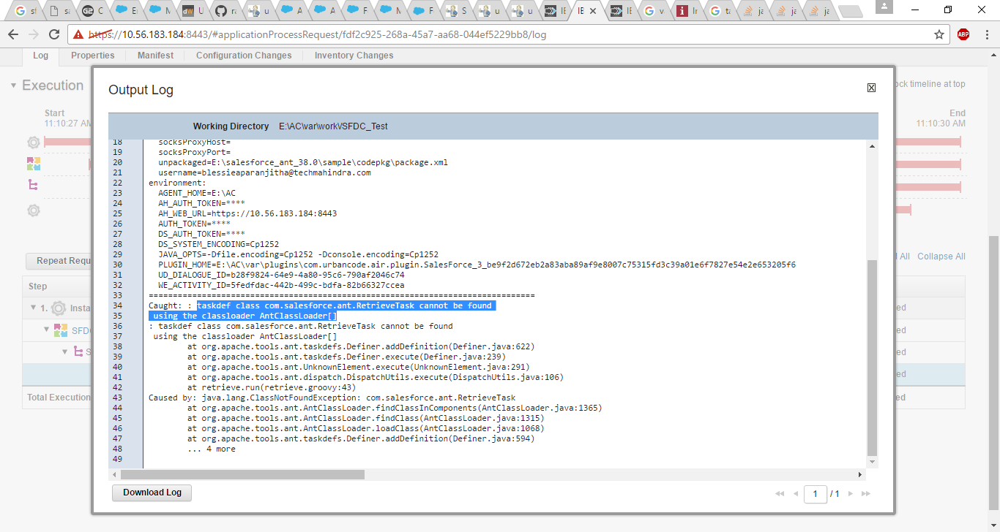 https://10.56.183.184:8443/#applicationProcessRequest/fdf2c925-268a-45a7-aa68-044ef5229bb8/log
ABP
Log Properties Manifest Configuration Changes Inventory Changes
Execution
ock timeline at top
Start
11:10:27 AM
End
11:10:30 AM
Output Log
Working Directory E:\AC\var\work\/SFDC_Test
18 socksProxyHost=
19 socksProxyPort=
20 unpackaged=E:\salesforce_ant_38.0\sample\codepkg\package.xml
21 username=blessieaparanjitha@techmahindra.com
22 environment:
23 AGENT_HOME=E:\AC
24 AH_AUTH_TOKEN=****
25 AH_WEB_URL=https://10.56.183.184:8443
26 AUTH_TOKEN=****
27 DS_AUTH_TOKEN=****
28 DS_SYSTEM_ENCODING=Cp1252
29 JAVA_OPTS=-Dfile.encoding=Cp1252 -Dconsole.encoding=Cp1252
30 PLUGIN_HOME=E:\AC\var\plugins\com.urbancode.air.plugin.SalesForce_3_be9f2d672eb2a83aba89af9e8007c75315fd3c39a01e6f7827e54e2e653205f6
31 UD_DIALOGUE_ID=b28f9824-64e9-4a80-95c6-790af2046c74
32 WE_ACTIVITY_ID=5fedfdac-442b-499c-bdfa-82b66327ccea
33 ===============================================================================
34 Caught: : taskdef class com.salesforce.ant.RetrieveTask cannot be found
35 using the classloader AntClassLoader[]
36 : taskdef class com.salesforce.ant.RetrieveTask cannot be found
37 using the classloader AntClassLoader[]
38 at org.apache.tools.ant.taskdefs.Definer.addDefinition(Definer.java:622)
39 at org.apache.tools.ant.taskdefs.Definer.execute(Definer.java:239)
40 at org.apache.tools.ant.UnknownElement.execute(UnknownElement.java:291)
41 at org.apache.tools.ant.dispatch.DispatchUtils.execute(DispatchUtils.java:106)
42 at retrieve.run(retrieve.groovy:43)
43 Caused by: java.lang.ClassNotFoundException: com.salesforce.ant.RetrieveTask
44 at org.apache.tools.ant.AntClassLoader.findClassInComponents(AntClassLoader.java:1365)
45 at org.apache.tools.ant.AntClassLoader.findClass(AntClassLoader.java:1315)
46 at org.apache.tools.ant.AntClassLoader.loadClass(AntClassLoader.java:1068)
47 at org.apache.tools.ant.taskdefs.Definer.addDefinition(Definer.java:594)
48 ... 4 more
49
Repeat Requ
All Collapse All
Step
1. Insta
ed
SFD
ed
S
ed
ed
Total Execution
ed
Download Log
1 / 1